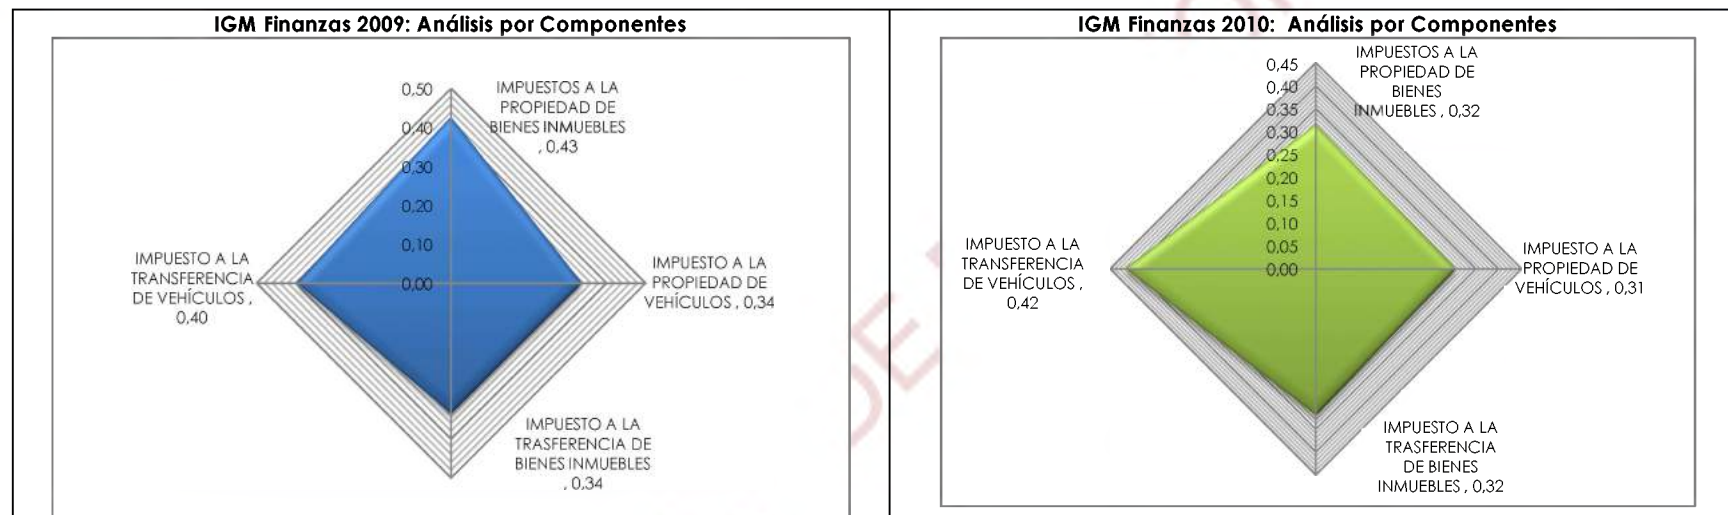 IGM Finanzas 2009: Análisis por Componentes
0,50
0,40
0,30
0,20
0,10
0,00
IMPUESTOS A LA
PROPIEDAD DE
BIENES INMUEBLES
, 0,43
IMPUESTO A LA
PROPIEDAD DE
VEHÍCULOS , 0,34
IMPUESTO A LA
TRASFERENCIA DE
BIENES INMUEBLES
, 0,34
IMPUESTO A LA
TRANSFERENCIA
DE VEHÍCULOS ,
0,40
IGM Finanzas 2010: Análisis por Componentes
0,45
0,40
0,35
0,30
0,25
0,20
0,15
0,10
0,05
0,00
IMPUESTOS A LA
PROPIEDAD DE
BIENES
INMUEBLES , 0,32
IMPUESTO A LA
PROPIEDAD DE
VEHÍCULOS , 0,31
IMPUESTO A LA
TRASFERENCIA
DE BIENES
INMUEBLES , 0,32
IMPUESTO A LA
TRANSFERENCIA
DE VEHÍCULOS ,
0,42
DE